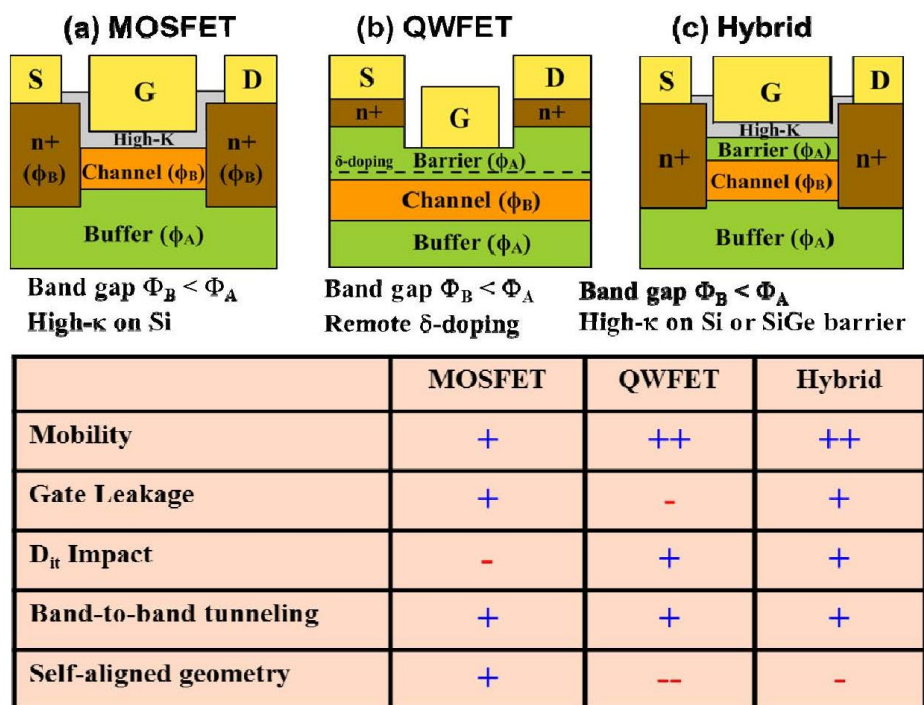 (a) MOSFET
(b) QWFET
(c) Hybrid
S
G
D
High-K
n+
(ϕB)
Channel (ϕB)
n+
(ϕB)
Buffer (ϕA)
S
D
n+
G
n+
δ-doping
Barrier (ϕA)
Channel (ϕB)
Buffer (ϕA)
S
G
D
High-K
n+
Barrier (ϕA)
n+
Channel (ϕB)
Buffer (ϕA)
Band gap ΦB < ΦA
High-κ on Si
Band gap ΦB < ΦA
Remote δ-doping
Band gap ΦB < ΦA
High-κ on Si or SiGe barrier
MOSFET QWFET Hybrid
Mobility + ++ ++
Gate Leakage + - +
Dit Impact - + +
Band-to-band tunneling + + +
Self-aligned geometry + -- -